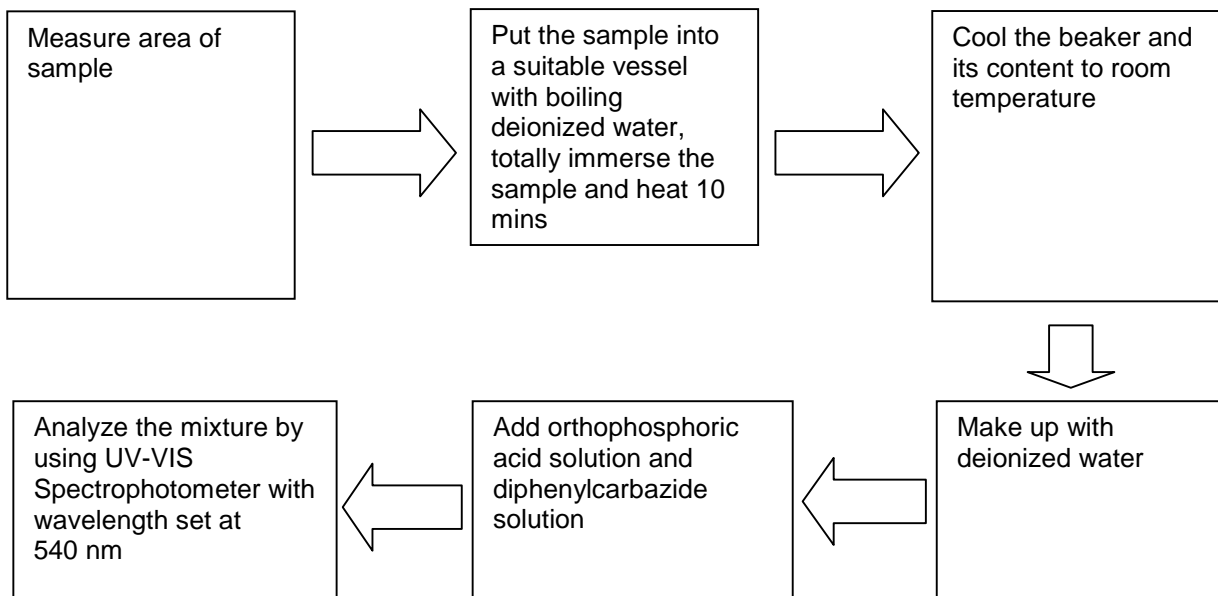 Measure area of
sample
Put the sample into
a suitable vessel
with boiling
deionized water,
totally immerse the
sample and heat 10
mins
Cool the beaker and
its content to room
temperature
Make up with
deionized water
Add orthophosphoric
acid solution and
diphenylcarbazide
solution
Analyze the mixture by
using UV-VIS
Spectrophotometer with
wavelength set at
540 nm